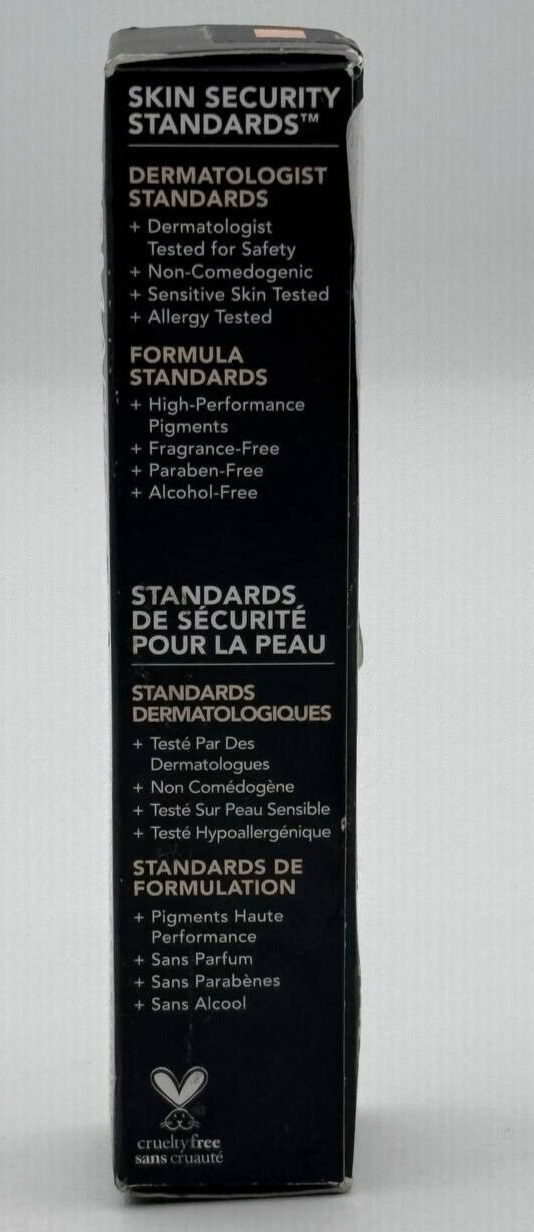 SKIN SECURITY
STANDARDS™
DERMATOLOGIST
STANDARDS
+ Dermatologist
Tested for Safety
+ Non-Comedogenic
+ Sensitive Skin Tested
+ Allergy Tested
FORMULA
STANDARDS
+ High-Performance
Pigments
+ Fragrance-Free
+ Paraben-Free
+ Alcohol-Free
STANDARDS
DE SÉCURITÉ
POUR LA PEAU
STANDARDS
DERMATOLOGIQUES
+ Testé Par Des
Dermatologues
+ Non Comédogène
+ Testé Sur Peau Sensible
+ Testé Hypoallergénique
STANDARDS DE
FORMULATION
+ Pigments Haute
Performance
+ Sans Parfum
+ Sans Parabènes
+ Sans Alcool
crueltyfree
sans cruauté